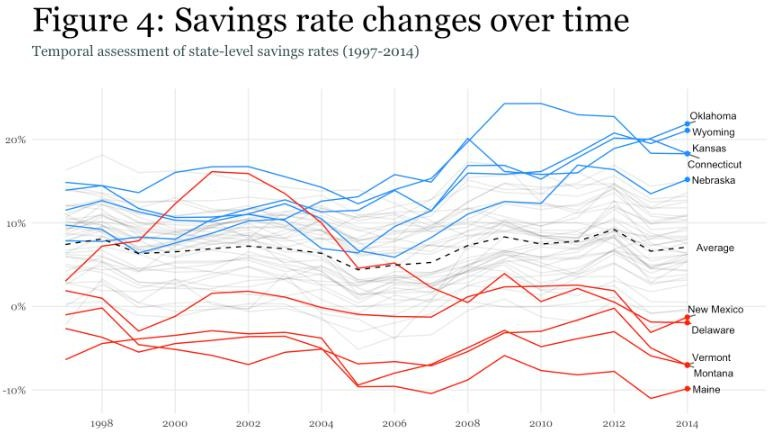 Figure 4: Savings rate changes over time
Temporal assessment of state-level savings rates (1997-2014)
20%
10%
0%
-10%
Oklahoma
Wyoming
Kansas
Connecticut
Nebraska
Average
New Mexico
Delaware
Vermont
Montana
Maine
1998 2000 2002 2004 2006 2008 2010 2012 2014